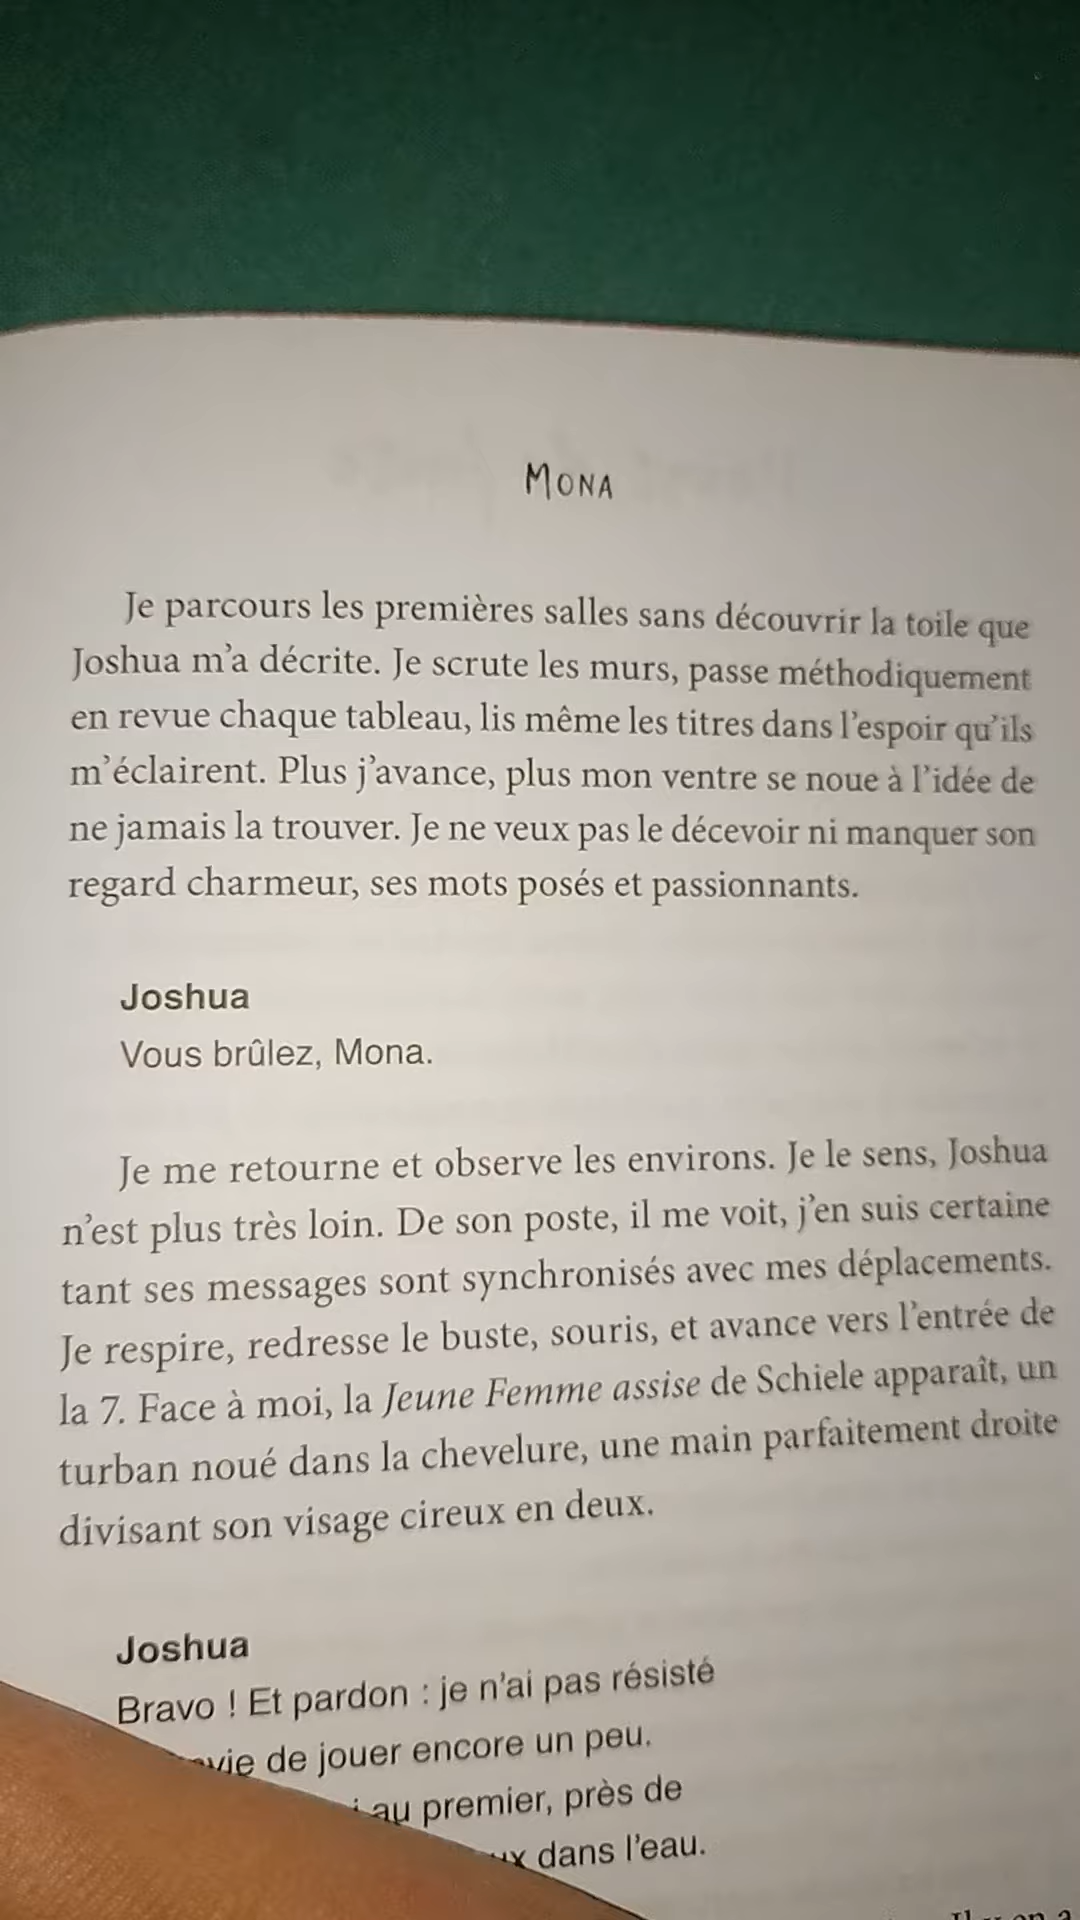 MONA
Je parcours les premières salles sans découvrir la toile que
Joshua m'a décrite. Je scrute les murs, passe méthodiquement
en revue chaque tableau, lis même les titres dans l'espoir qu'ils
m'éclairent. Plus j'avance, plus mon ventre se noue à l'idée de
ne jamais la trouver. Je ne veux pas le décevoir ni manquer son
regard charmeur, ses mots posés et passionnants.
Joshua
Vous brûlez, Mona.
Je me retourne et observe les environs. Je le sens, Joshua
n'est plus très loin. De son poste, il me voit, j'en suis certaine
tant ses messages sont synchronisés avec mes déplacements.
Je respire, redresse le buste, souris, et avance vers l'entrée de
la 7. Face à moi, la Jeune Femme assise de Schiele apparaît, un
turban noué dans la chevelure, une main parfaitement droite
divisant son visage cireux en deux.
Joshua
Bravo ! Et pardon : je n'ai pas résisté
de jouer encore un peu.
au premier, près de
dans l'eau.